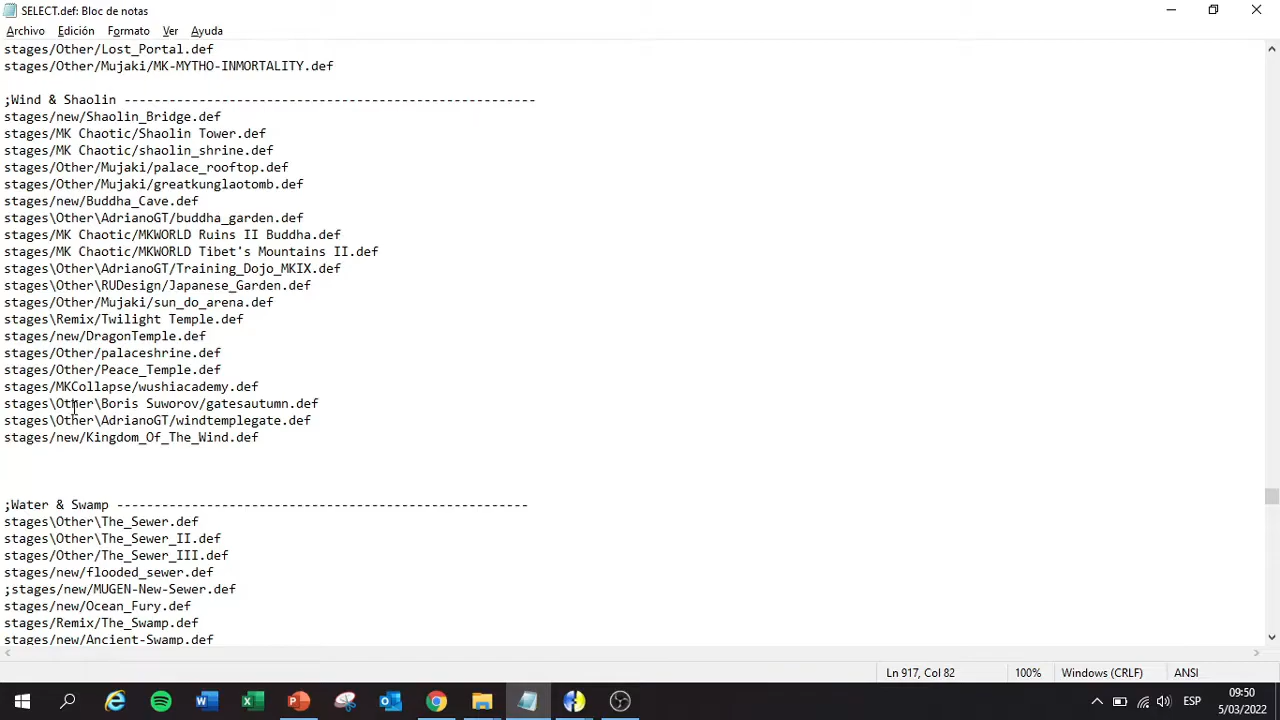 SELECT.def: Bloc de notas
Archivo Edición Formato Ver Ayuda
stages/Other/Lost_Portal.def
stages/Other/Mujaki/MK-MYTHO-INMORTALITY.def
;Wind & Shaolin -------------------------------------------------------
stages/new/Shaolin_Bridge.def
stages/MK Chaotic/Shaolin Tower.def
stages/MK Chaotic/shaolin_shrine.def
stages/Other/Mujaki/palace_rooftop.def
stages/Other/Mujaki/greatkunglaotomb.def
stages/new/Buddha_Cave.def
stages\Other\AdrianoGT/buddha_garden.def
stages/MK Chaotic/MKWORLD Ruins II Buddha.def
stages/MK Chaotic/MKWORLD Tibet's Mountains II.def
stages\Other\AdrianoGT/Training_Dojo_MKIX.def
stages\Other\RUDesign/Japanese_Garden.def
stages/Other/Mujaki/sun_do_arena.def
stages\Remix/Twilight Temple.def
stages/new/DragonTemple.def
stages/Other/palaceshrine.def
stages/Other/Peace_Temple.def
stages/MKCollapse/wushiacademy.def
stages\Other\Boris Suworov/gatesautumn.def
stages\Other\AdrianoGT/windtemplegate.def
stages/new/Kingdom_Of_The_Wind.def
;Water & Swamp -------------------------------------------------------
stages\Other\The_Sewer.def
stages\Other\The_Sewer_II.def
stages/Other/The_Sewer_III.def
stages/new/flooded_sewer.def
;stages/new/MUGEN-New-Sewer.def
stages/new/Ocean_Fury.def
stages/Remix/The_Swamp.def
stages/new/Ancient-Swamp.def
Ln 917, Col 82 100% Windows (CRLF) ANSI
ESP 09:50
5/03/2022